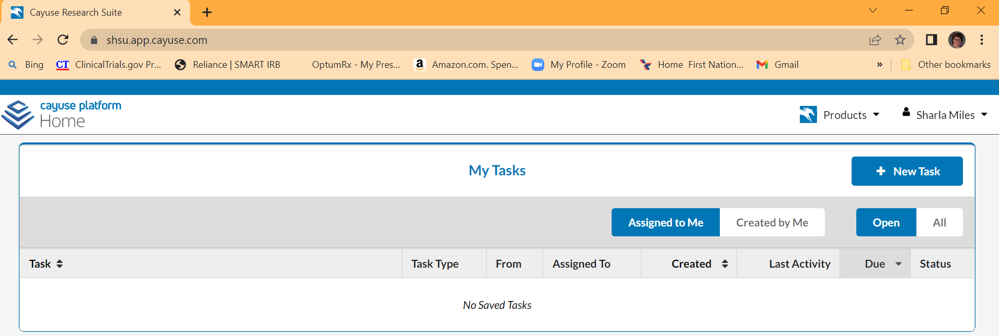 Cayuse Research Suite
shsu.app.cayuse.com
Bing CT ClinicalTrials.gov Pr... Reliance | SMART IRB OptumRx - My Pres... a Amazon.com. Spen... My Profile - Zoom Home First Nation... Gmail » Other bookmarks
cayuse platform
Home
Products Sharla Miles
My Tasks
+ New Task
Assigned to Me Created by Me Open All
Task Task Type From Assigned To Created Last Activity Due Status
No Saved Tasks